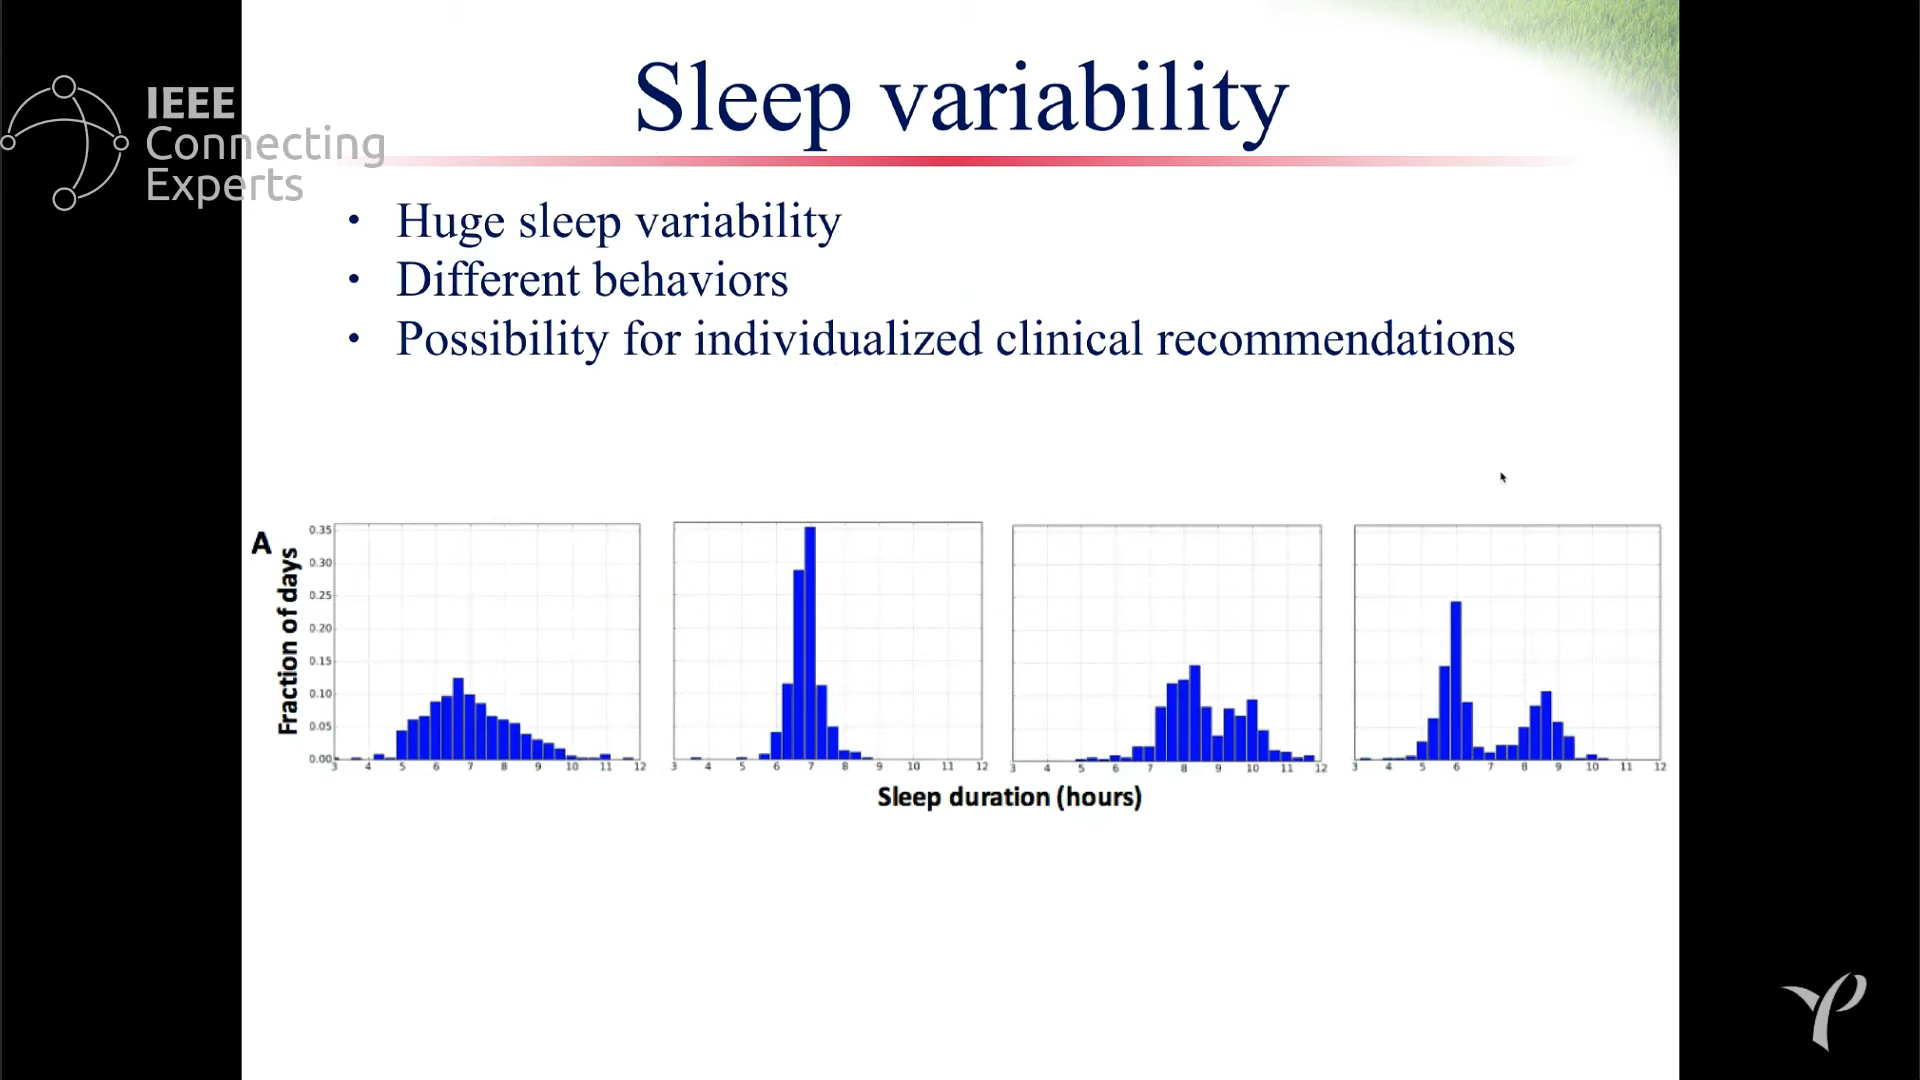 IEEE
Connecting
Experts
Sleep variability
• Huge sleep variability
• Different behaviors
• Possibility for individualized clinical recommendations
A
Fraction of days
0.35
0.30
0.25
0.20
0.15
0.10
0.05
0.00
3 4 5 6 7 8 9 10 11 12
3 4 5 6 7 8 9 10 11 12
3 4 5 6 7 8 9 10 11 12
3 4 5 6 7 8 9 10 11 12
Sleep duration (hours)